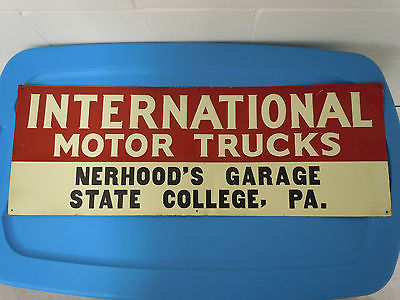 INTERNATIONAL
MOTOR TRUCKS
NERHOOD'S GARAGE
STATE COLLEGE, PA.